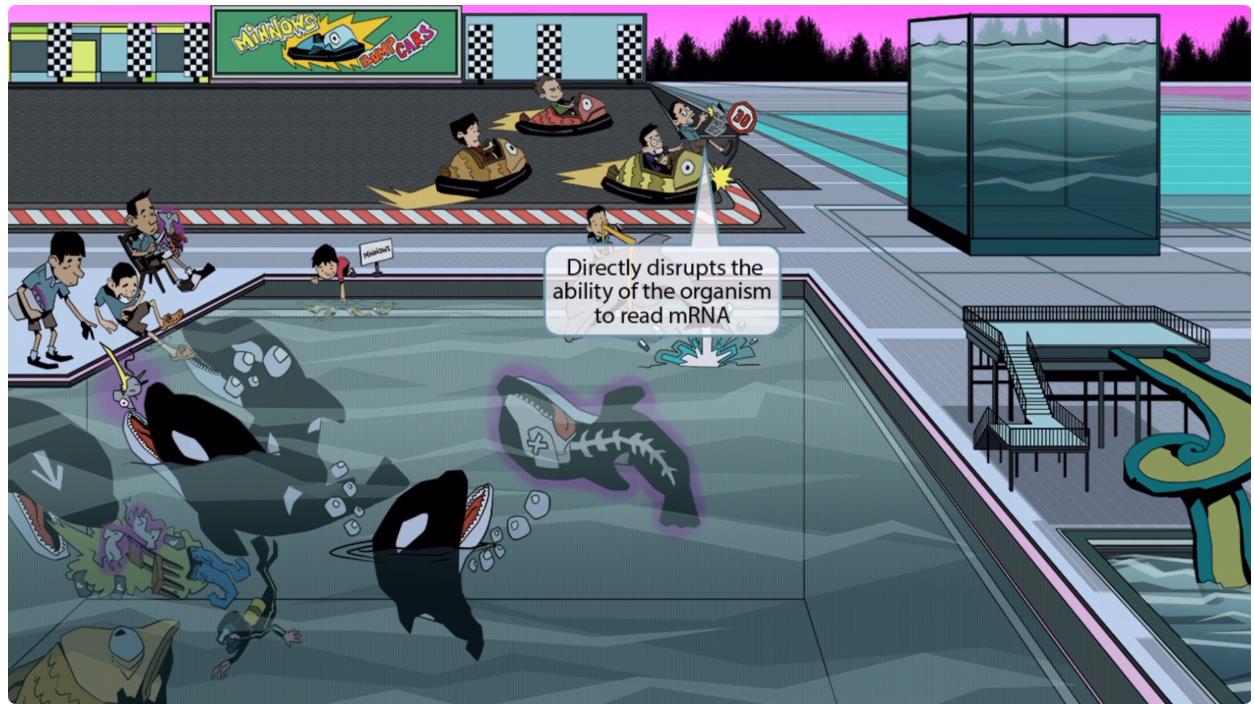 MINNOWS
BUMP CARS
30
MINNOWS
Directly disrupts the
ability of the organism
to read mRNA